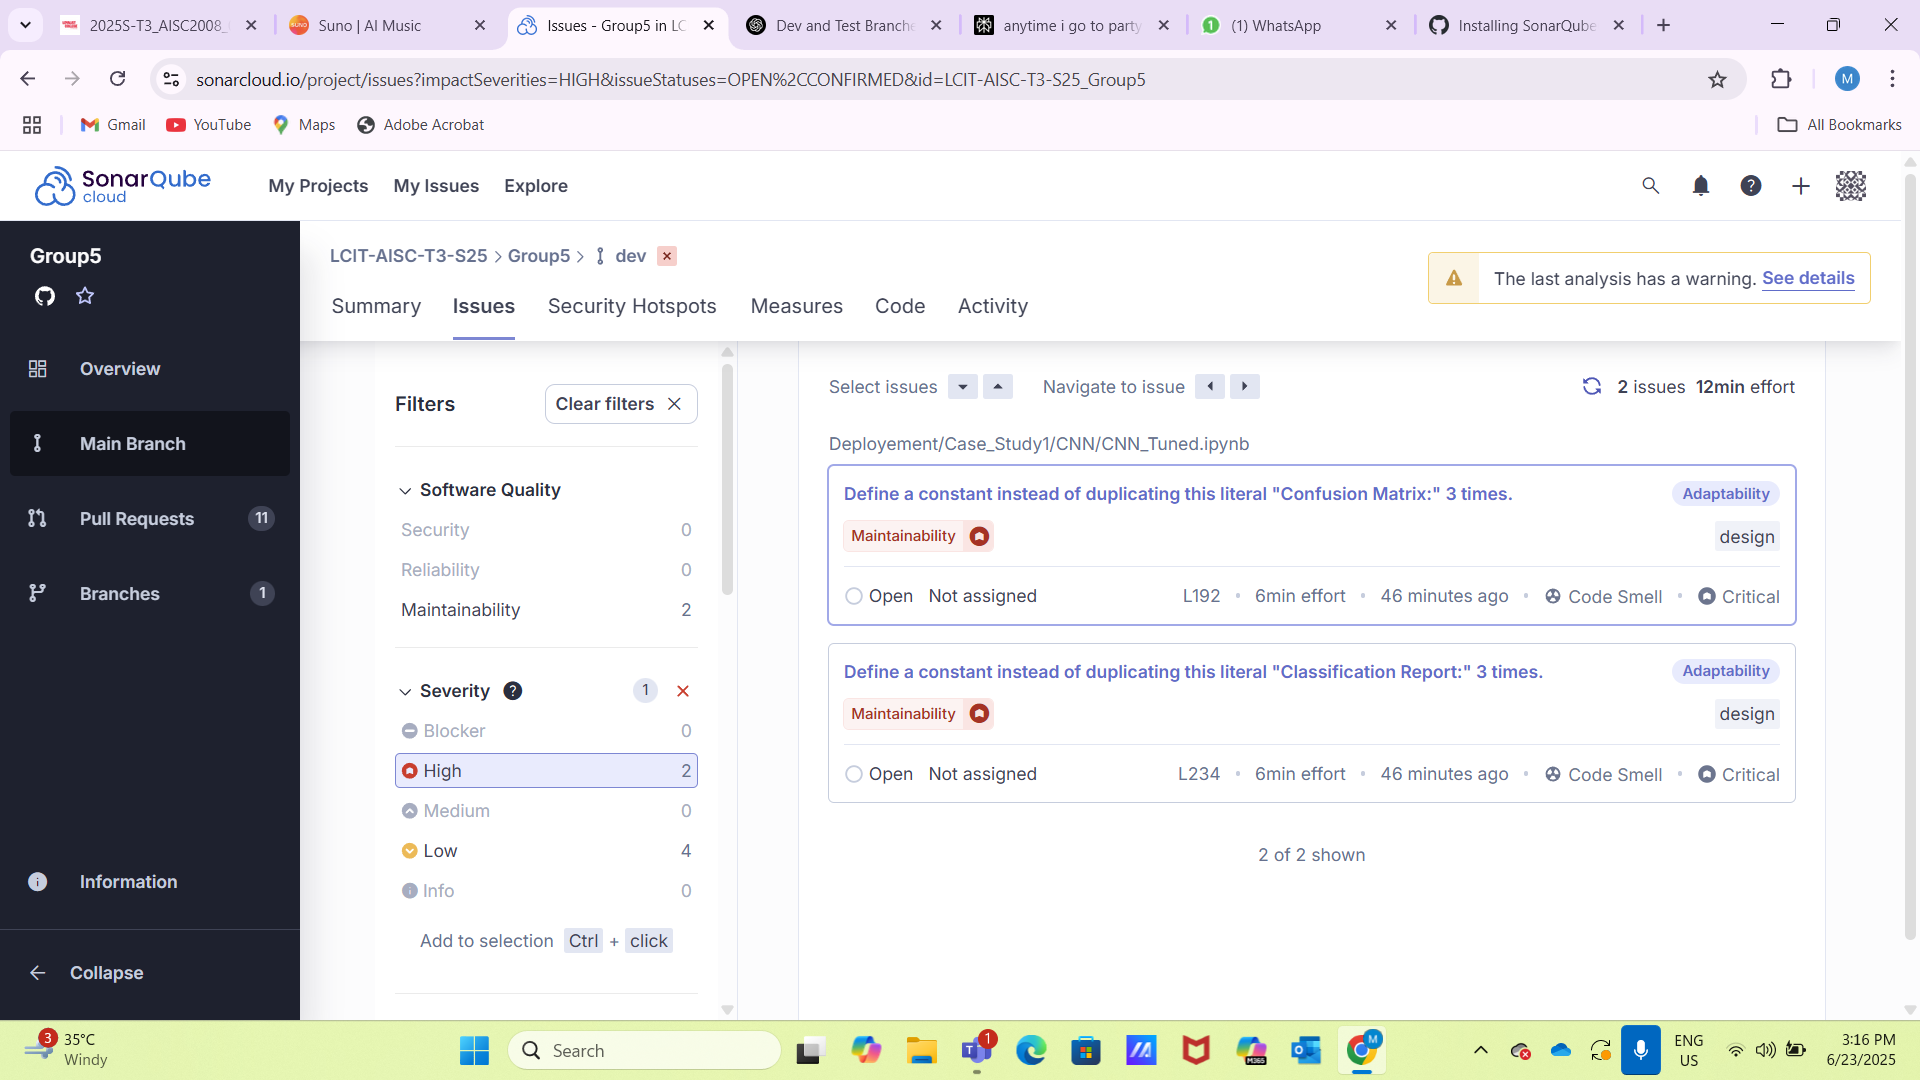 2025S-T3_AISC2008_
Suno | AI Music
Issues - Group5 in LC
Dev and Test Branche
anytime i go to party
(1) WhatsApp
Installing SonarQube
sonarcloud.io/project/issues?impactSeverities=HIGH&issueStatuses=OPEN%2CCONFIRMED&id=LCIT-AISC-T3-S25_Group5
M
Gmail
YouTube
Maps
Adobe Acrobat
All Bookmarks
SonarQube
cloud
My Projects
My Issues
Explore
Group5
Overview
Main Branch
Pull Requests 11
Branches 1
Information
Collapse
LCIT-AISC-T3-S25 > Group5 > dev
The last analysis has a warning. See details
Summary
Issues
Security Hotspots
Measures
Code
Activity
Filters
Clear filters
Software Quality
Security 0
Reliability 0
Maintainability 2
Severity ? 1
Blocker 0
High 2
Medium 0
Low 4
Info 0
Add to selection Ctrl + click
Select issues
Navigate to issue
2 issues 12min effort
Deployement/Case_Study1/CNN/CNN_Tuned.ipynb
Define a constant instead of duplicating this literal "Confusion Matrix:" 3 times.
Adaptability
Maintainability
design
Open Not assigned
L192 • 6min effort • 46 minutes ago • Code Smell • Critical
Define a constant instead of duplicating this literal "Classification Report:" 3 times.
Adaptability
Maintainability
design
Open Not assigned
L234 • 6min effort • 46 minutes ago • Code Smell • Critical
2 of 2 shown
3
35°C
Windy
Search
1
M365
M
ENG
US
3:16 PM
6/23/2025